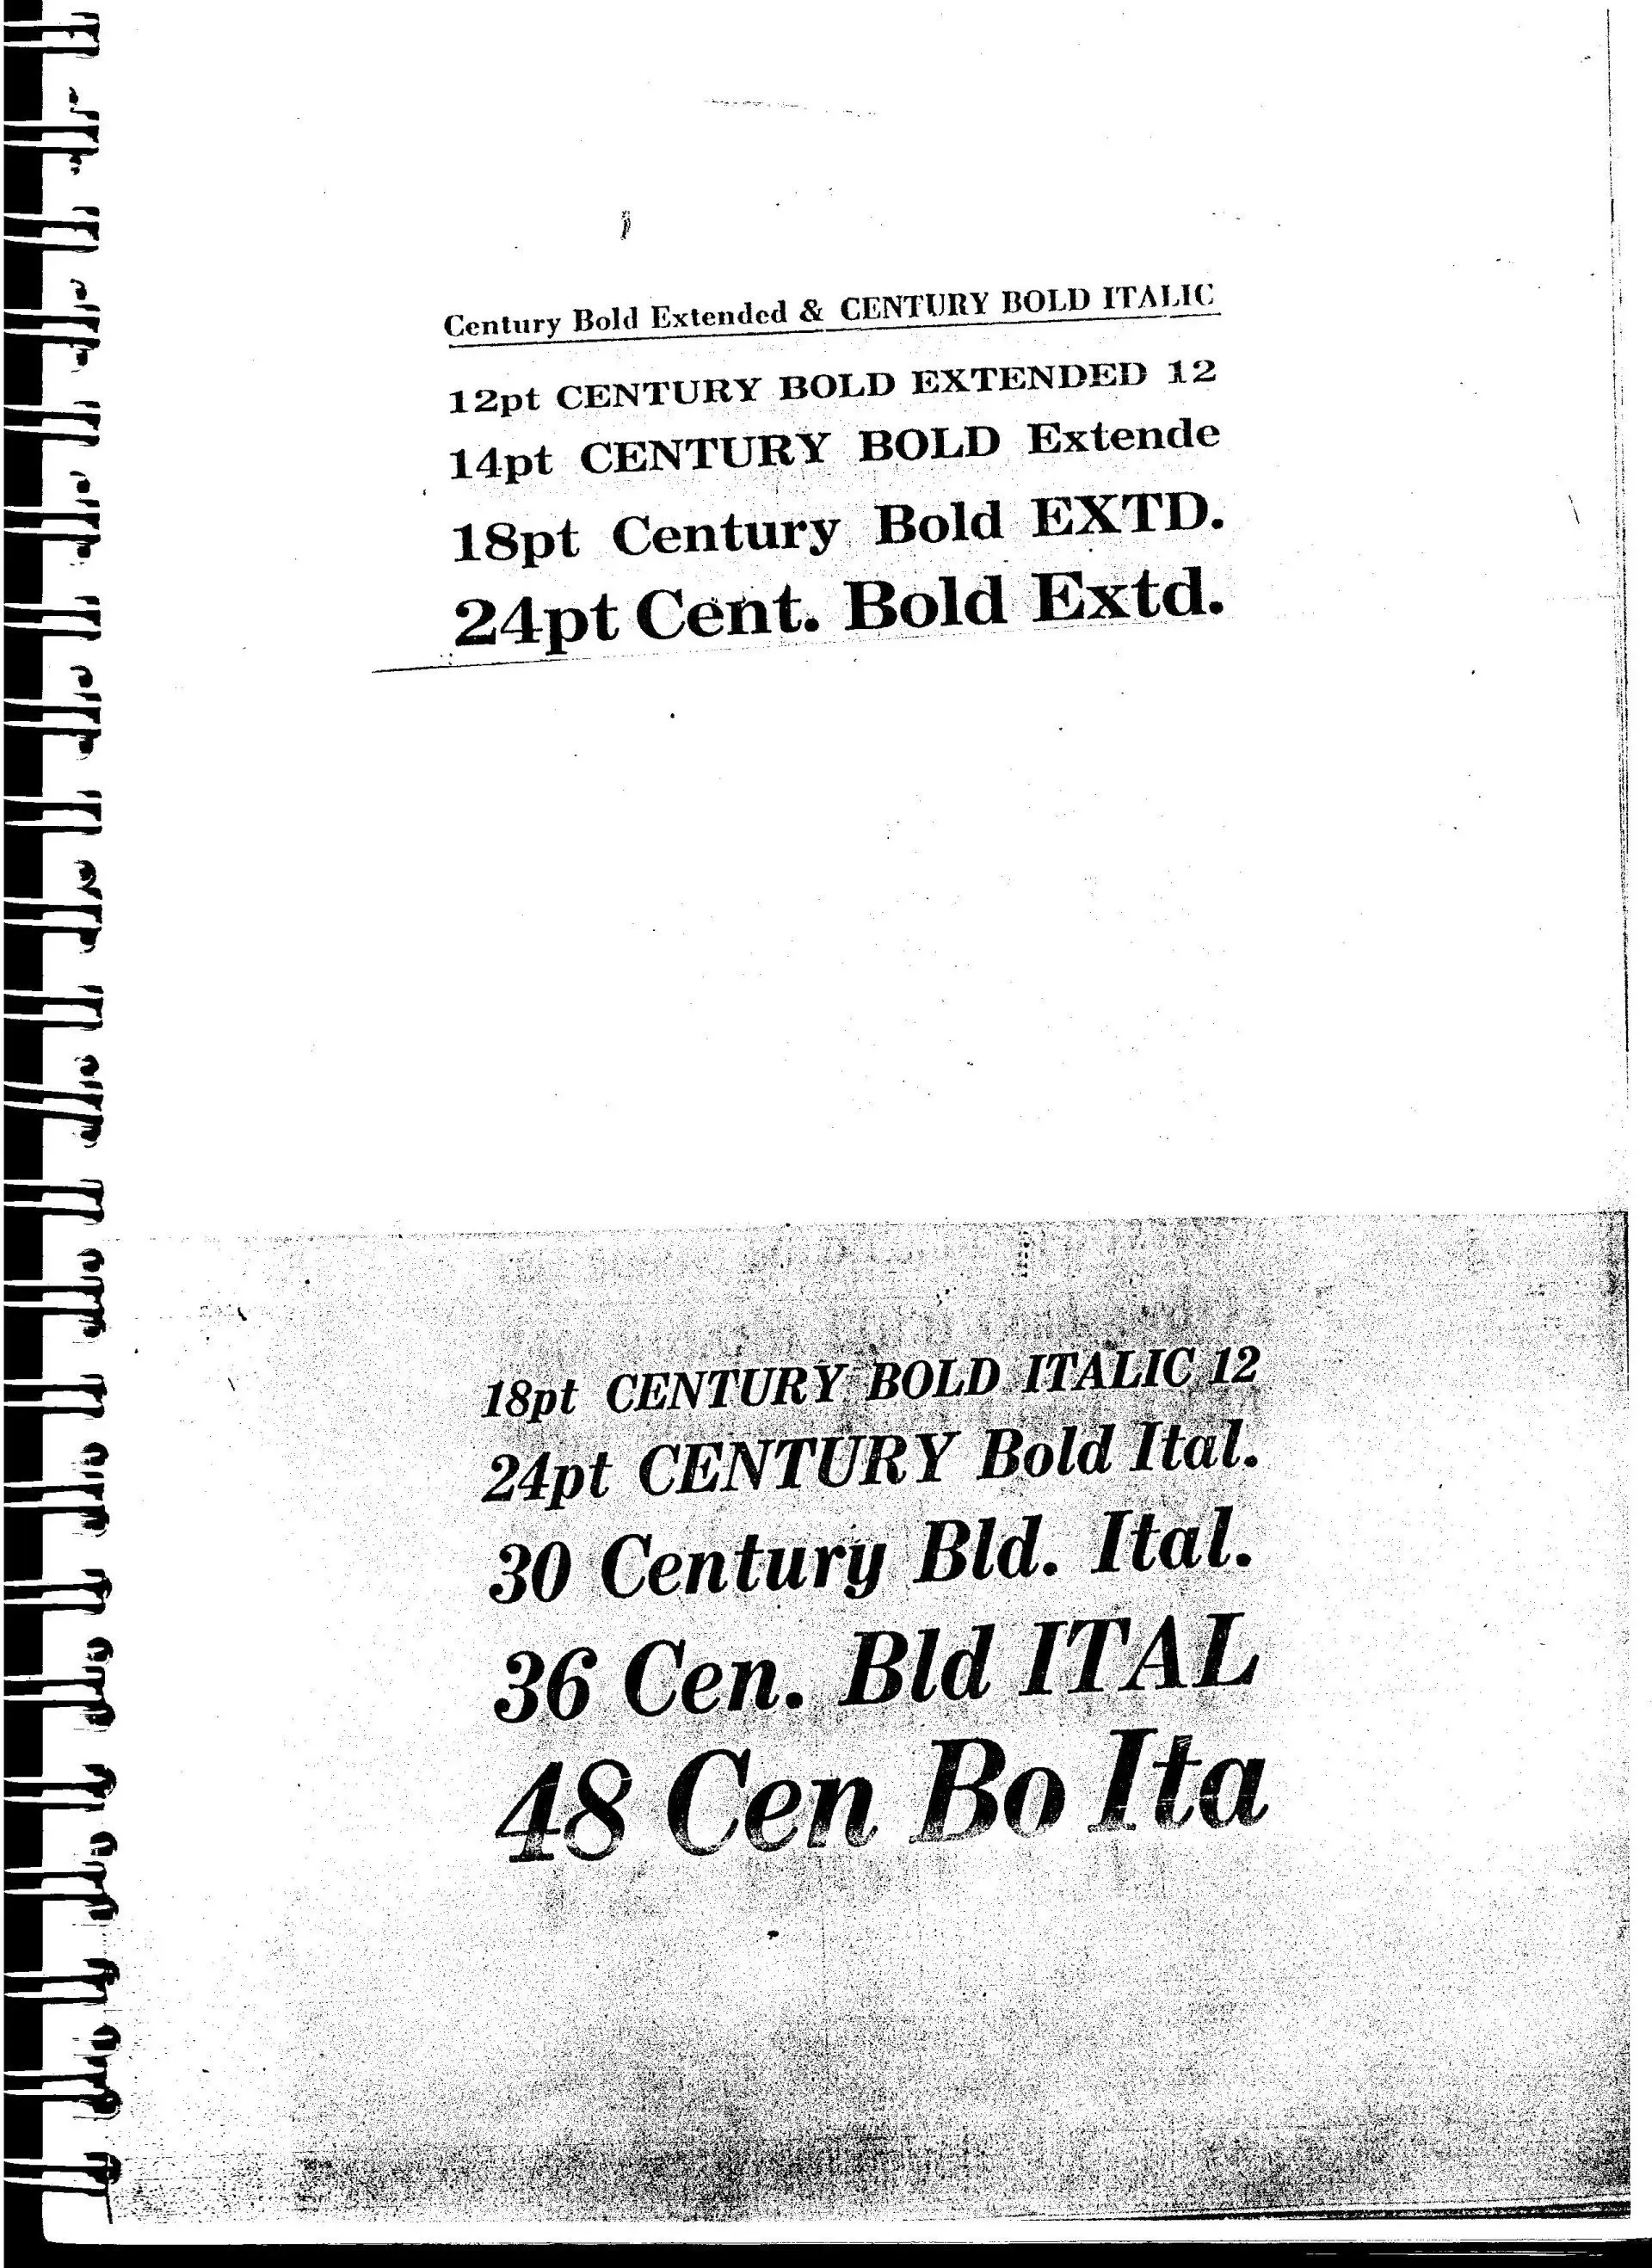 Century Bold Extended & CENTURY BOLD ITALIC
12pt CENTURY BOLD EXTENDED 12
14pt CENTURY BOLD Extende
18pt Century Bold EXTD.
24pt Cent. Bold Extd.
18pt CENTURY BOLD ITALIC 12
24pt CENTURY Bold Ital.
30 Century Bld. Ital.
36 Cen. Bld ITAL
48 Cen Bo Ita